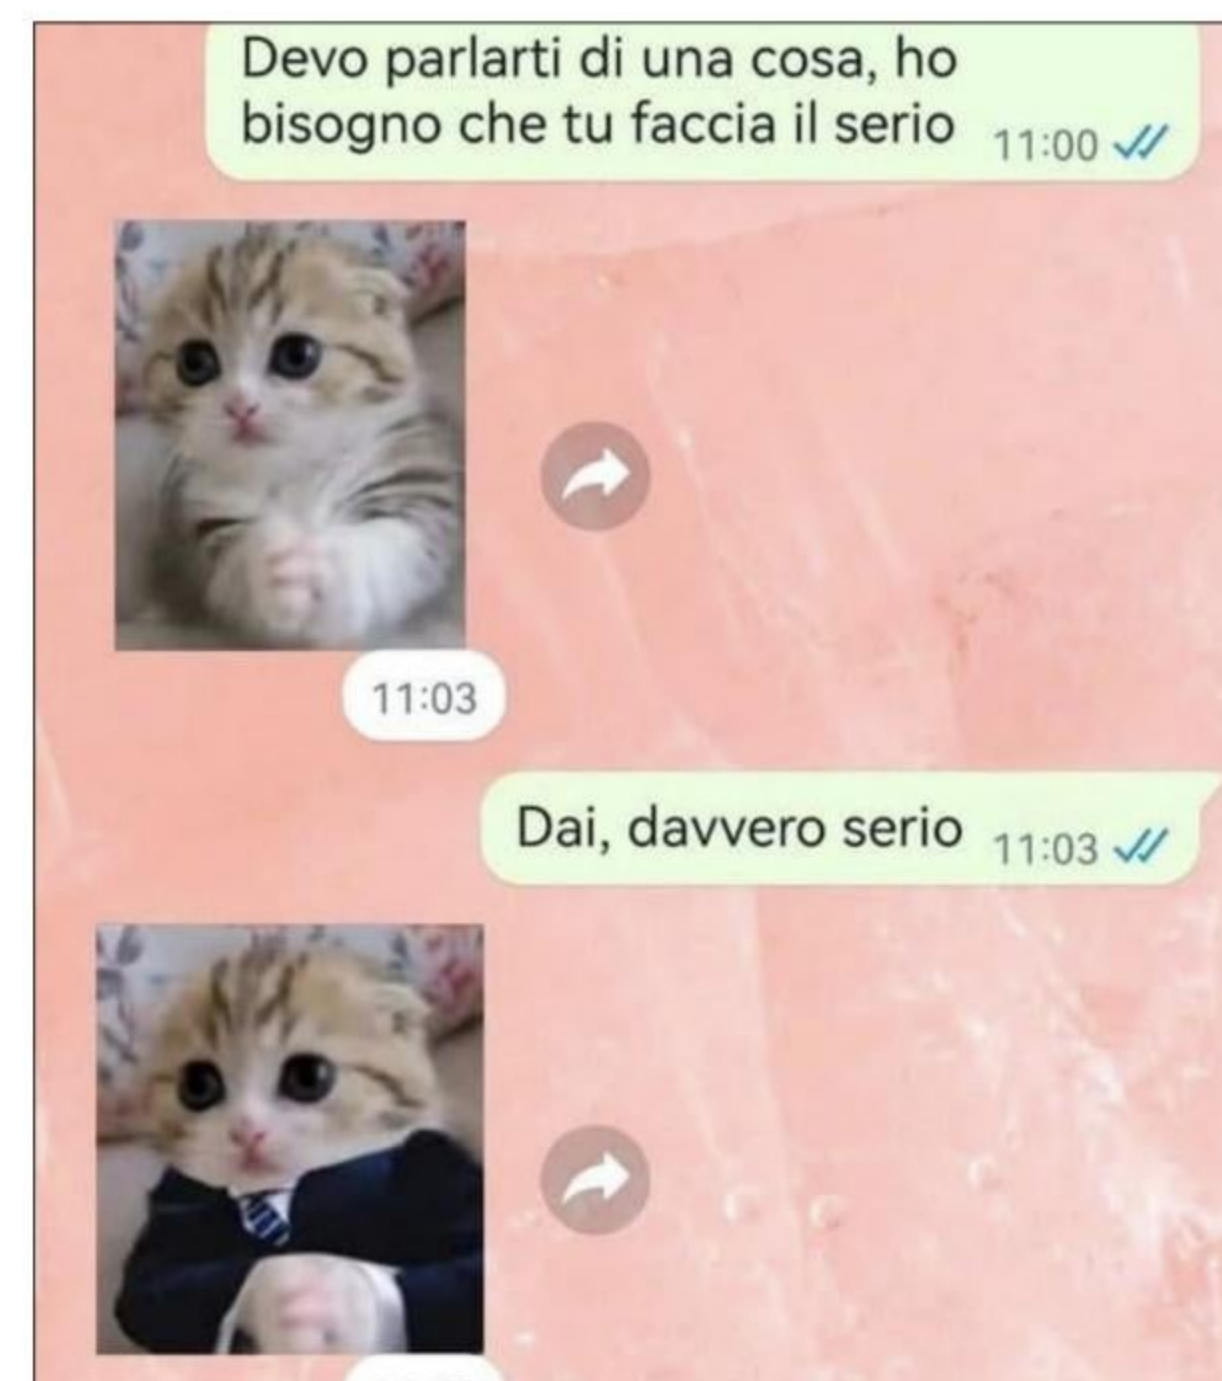 Devo parlarti di una cosa, ho
bisogno che tu faccia il serio 11:00
11:03
Dai, davvero serio 11:03